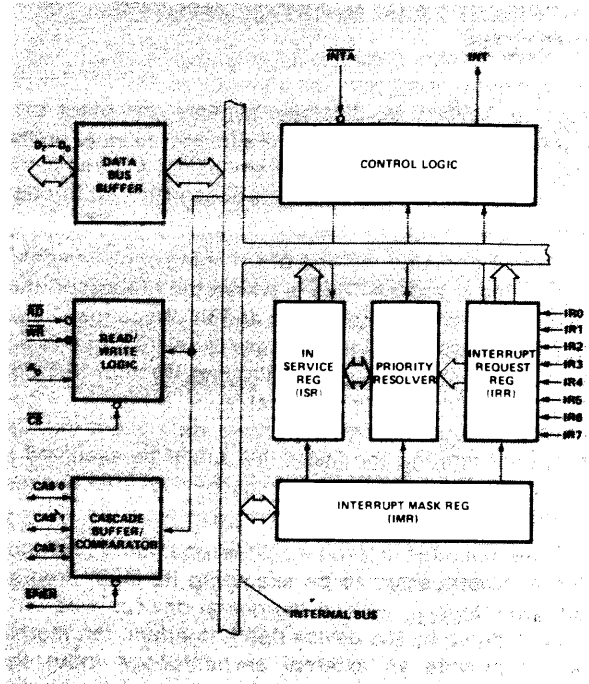 INTA
INT
CONTROL LOGIC
D7–D0
DATA
BUS
BUFFER
RD
WR
A0
CS
READ/
WRITE
LOGIC
IN
SERVICE
REG
(ISR)
PRIORITY
RESOLVER
INTERRUPT
REQUEST
REG
(IRR)
IR0
IR1
IR2
IR3
IR4
IR5
IR6
IR7
CAS 0
CAS 1
CAS 2
CASCADE
BUFFER/
COMPARATOR
INTERRUPT MASK REG
(IMR)
INTERNAL BUS